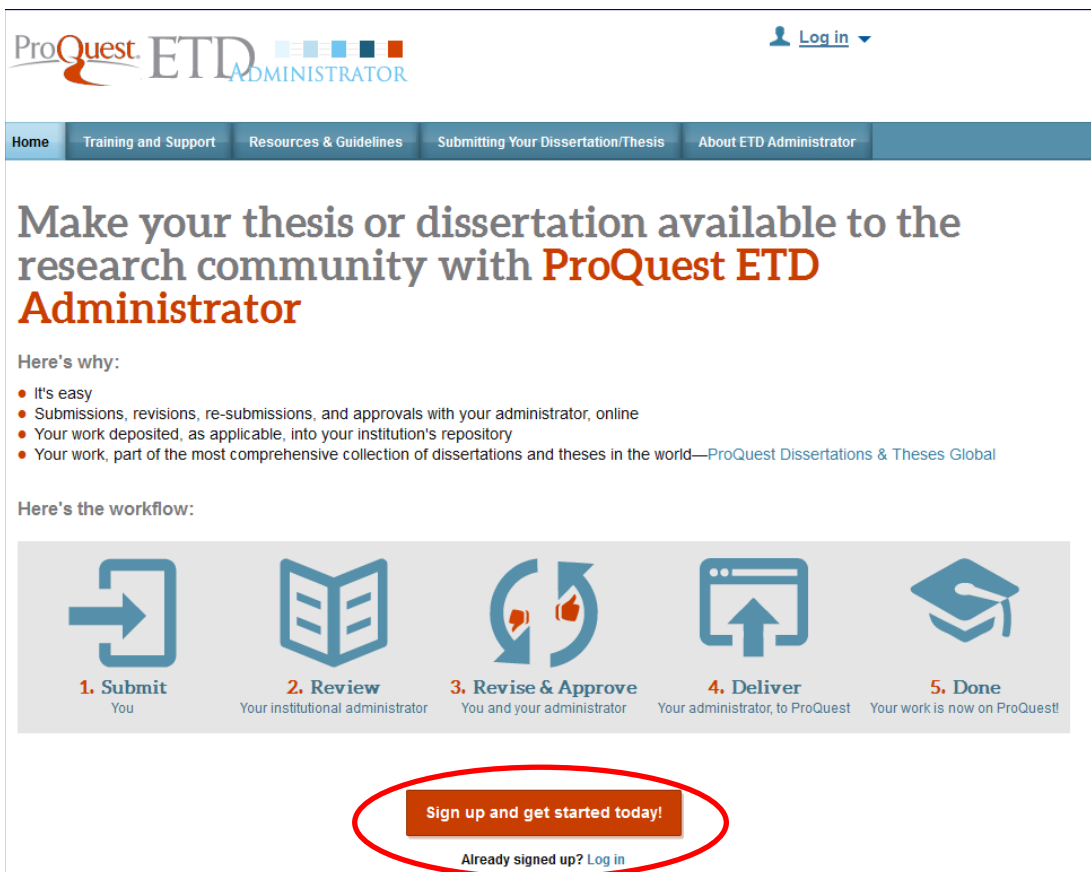 ProQuest ETD ADMINISTRATOR
Log in
Home Training and Support Resources & Guidelines Submitting Your Dissertation/Thesis About ETD Administrator
Make your thesis or dissertation available to the
research community with ProQuest ETD
Administrator
Here's why:
It's easy
Submissions, revisions, re-submissions, and approvals with your administrator, online
Your work deposited, as applicable, into your institution's repository
Your work, part of the most comprehensive collection of dissertations and theses in the world—ProQuest Dissertations & Theses Global
Here's the workflow:
1. Submit
You
2. Review
Your institutional administrator
3. Revise & Approve
You and your administrator
4. Deliver
Your administrator, to ProQuest
5. Done
Your work is now on ProQuest!
Sign up and get started today!
Already signed up? Log in